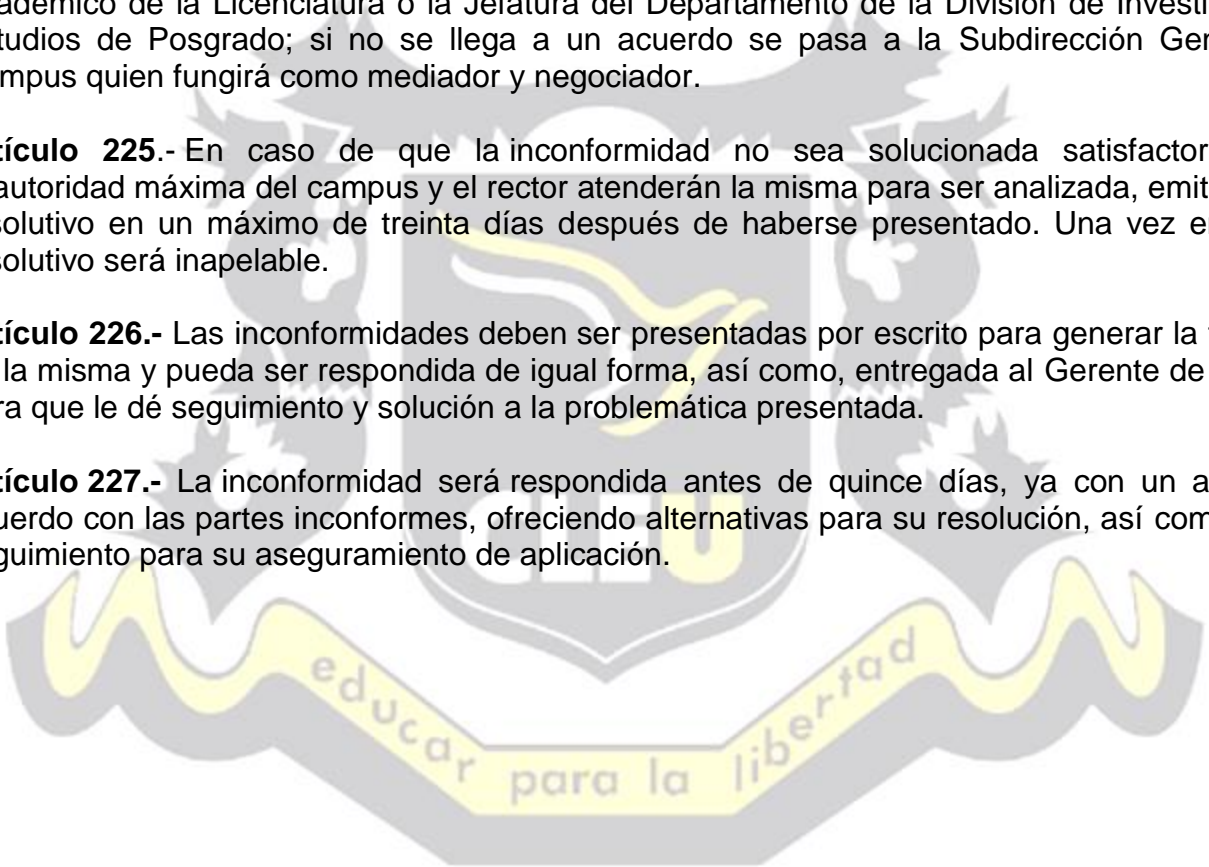 adémico de la Licenciatura o la Jefatura del Departamento de la División de Investi
tudios de Posgrado; si no se llega a un acuerdo se pasa a la Subdirección Ger
mpus quien fungirá como mediador y negociador.
tículo 225.- En caso de que la inconformidad no sea solucionada satisfactor
autoridad máxima del campus y el rector atenderán la misma para ser analizada, emit
solutivo en un máximo de treinta días después de haberse presentado. Una vez e
solutivo será inapelable.
tículo 226.- Las inconformidades deben ser presentadas por escrito para generar la
la misma y pueda ser respondida de igual forma, así como, entregada al Gerente de
ra que le dé seguimiento y solución a la problemática presentada.
tículo 227.- La inconformidad será respondida antes de quince días, ya con un a
uerdo con las partes inconformes, ofreciendo alternativas para su resolución, así com
guimiento para su aseguramiento de aplicación.
CLEU
educar para la libertad